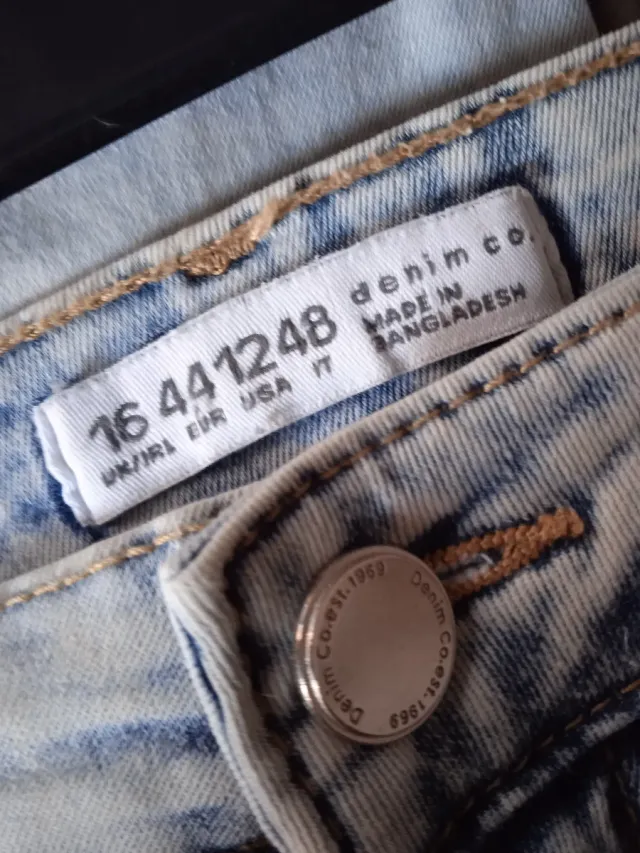 16 44 12 48
UK/IRL EUR USA IT
denim co.
MADE IN
BANGLADESH
Denim Co.est.1969 Denim Co.est.1969